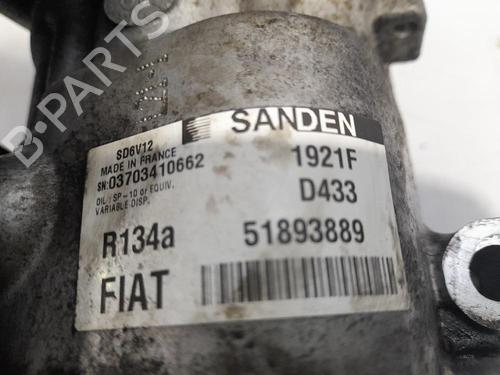 SANDEN
SD6V12
MADE IN FRANCE
SN:03703410662
1921F
OIL: SP-10 or EQUIV.
VARIABLE DISP.
D433
R134a
51893889
FIAT